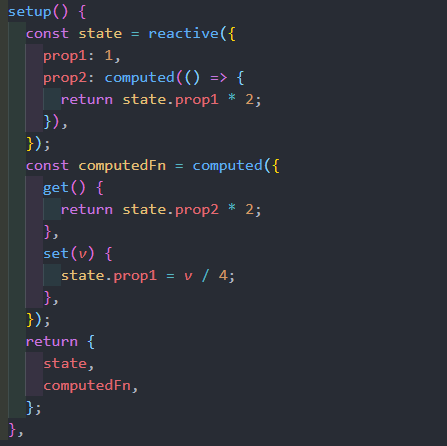 setup() {
  const state = reactive({
    prop1: 1,
    prop2: computed(() => {
      return state.prop1 * 2;
    }),
  });
  const computedFn = computed({
    get() {
      return state.prop2 * 2;
    },
    set(v) {
      state.prop1 = v / 4;
    },
  });
  return {
    state,
    computedFn,
  };
},